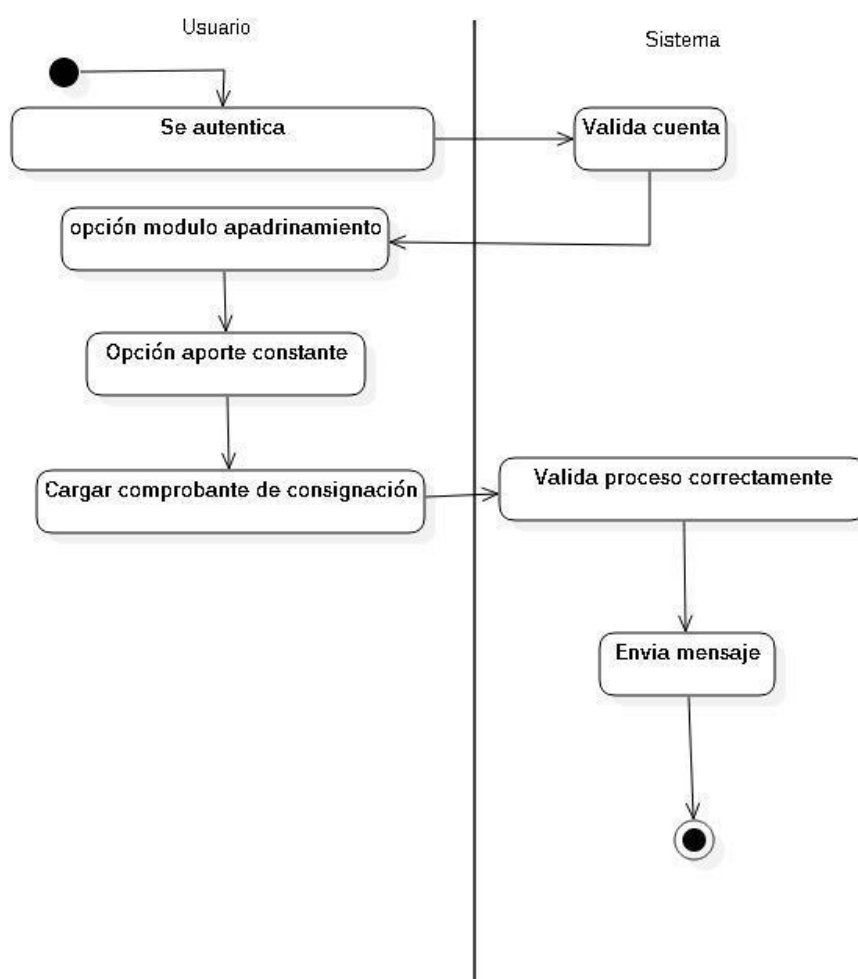 Usuario
Sistema
Se autentica
Valida cuenta
opción modulo apadrinamiento
Opción aporte constante
Cargar comprobante de consignación
Valida proceso correctamente
Envia mensaje